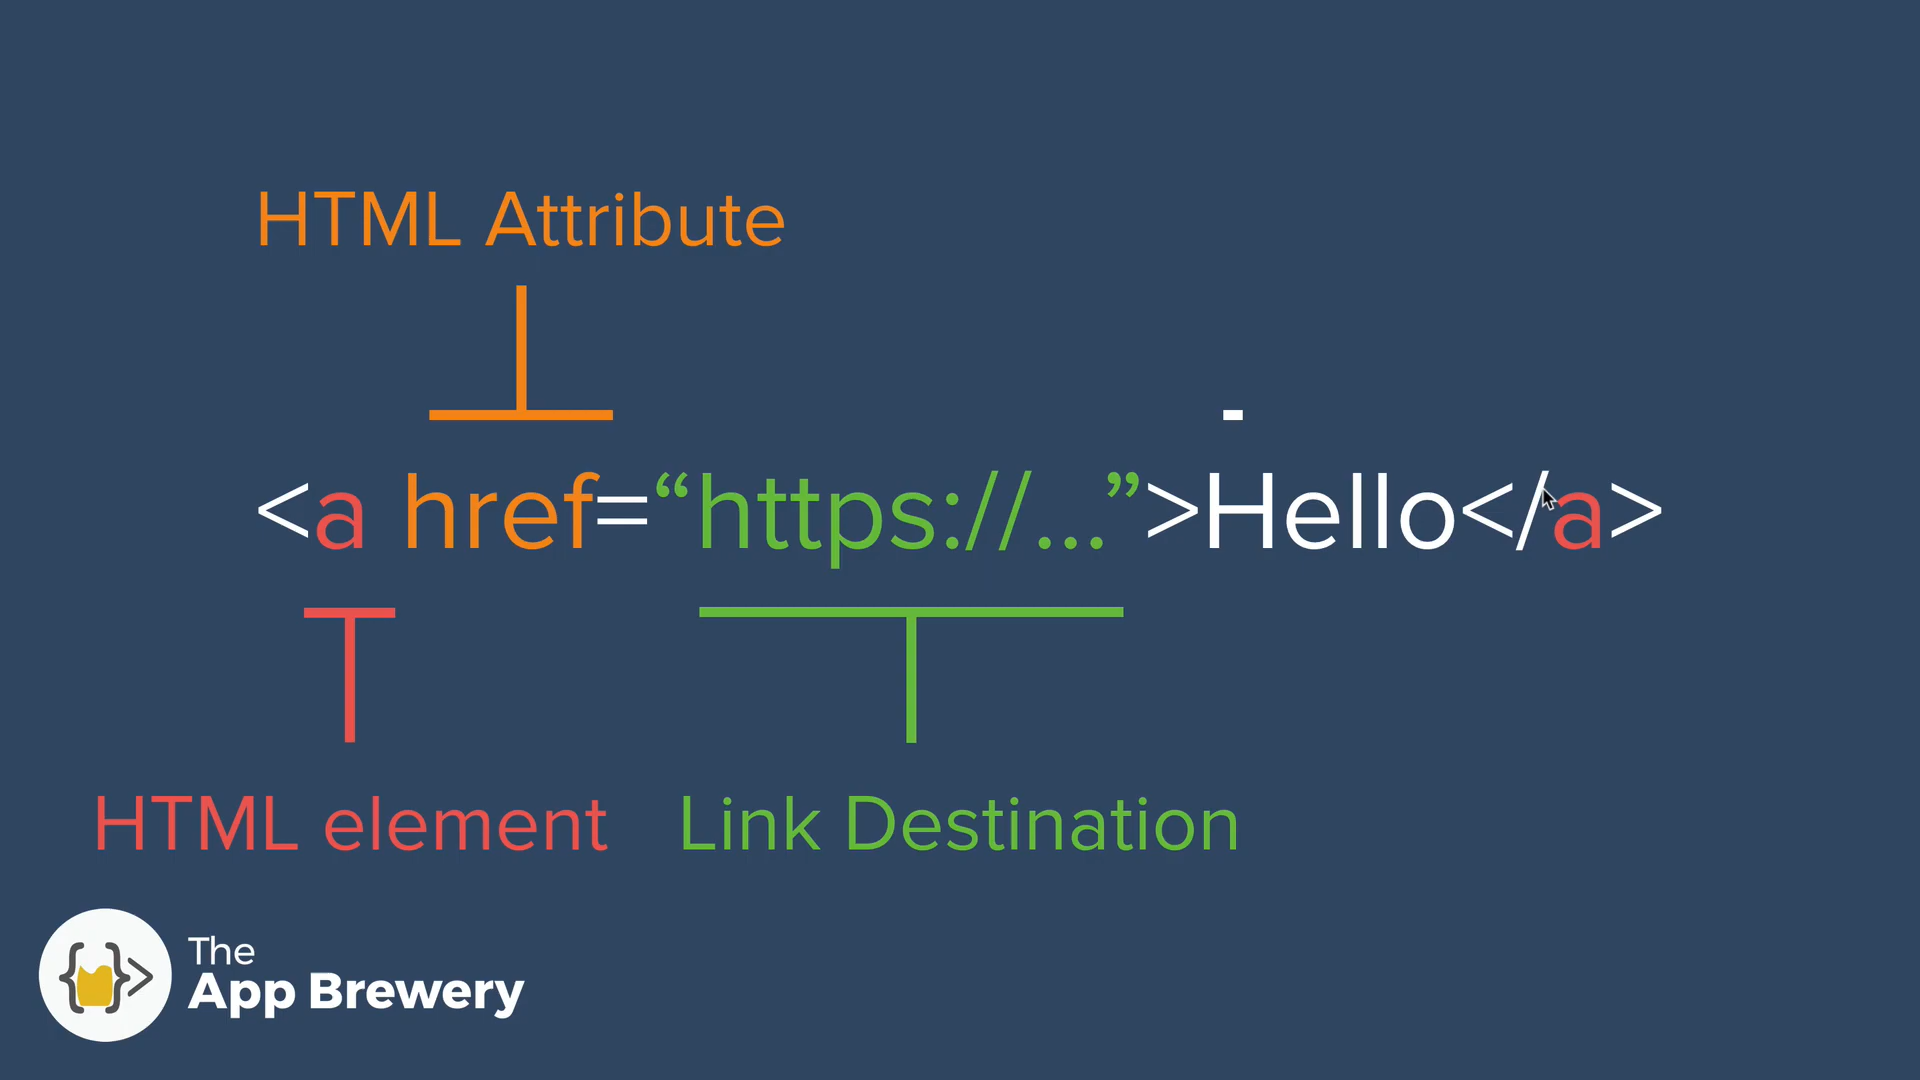 HTML Attribute
<a href=“https://...”>Hello</a>
HTML element
Link Destination
The
App Brewery